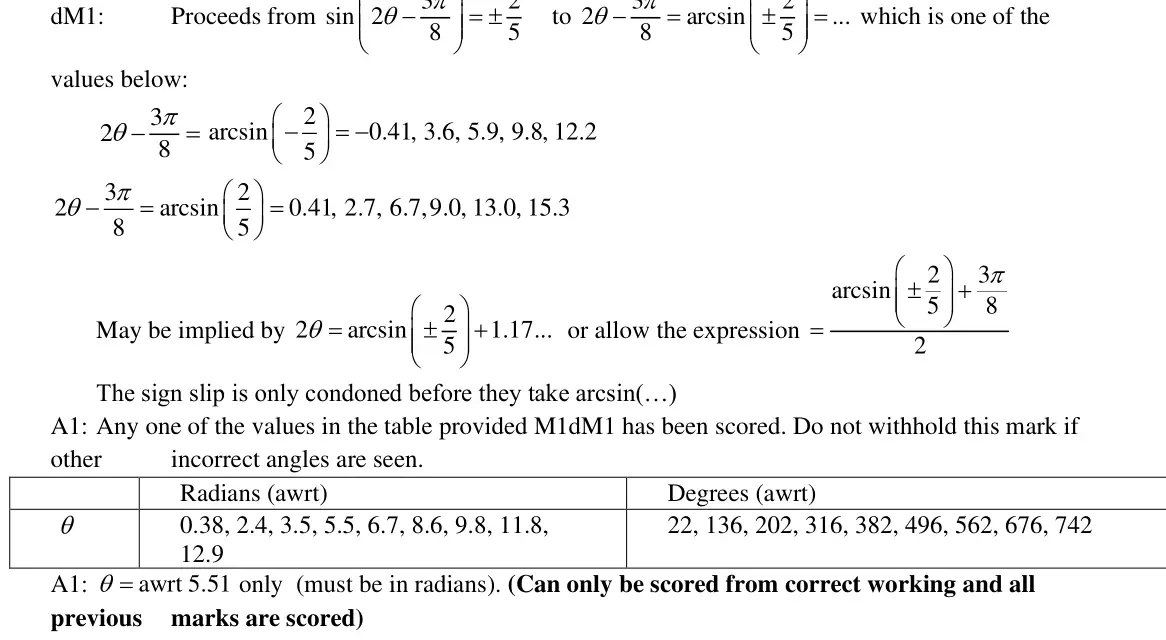 dM1: Proceeds from sin(2θ − 3π/8) = ± 2/5 to 2θ − 3π/8 = arcsin(± 2/5) = ... which is one of the
values below:
2θ − 3π/8 = arcsin(− 2/5) = −0.41, 3.6, 5.9, 9.8, 12.2
2θ − 3π/8 = arcsin(2/5) = 0.41, 2.7, 6.7,9.0, 13.0, 15.3
May be implied by 2θ = arcsin(± 2/5) + 1.17... or allow the expression = (arcsin(± 2/5) + 3π/8)/2
The sign slip is only condoned before they take arcsin(…)
A1: Any one of the values in the table provided M1dM1 has been scored. Do not withhold this mark if
other incorrect angles are seen.
Radians (awrt) Degrees (awrt)
θ 0.38, 2.4, 3.5, 5.5, 6.7, 8.6, 9.8, 11.8, 22, 136, 202, 316, 382, 496, 562, 676, 742
12.9
A1: θ = awrt 5.51 only (must be in radians). (Can only be scored from correct working and all
previous marks are scored)